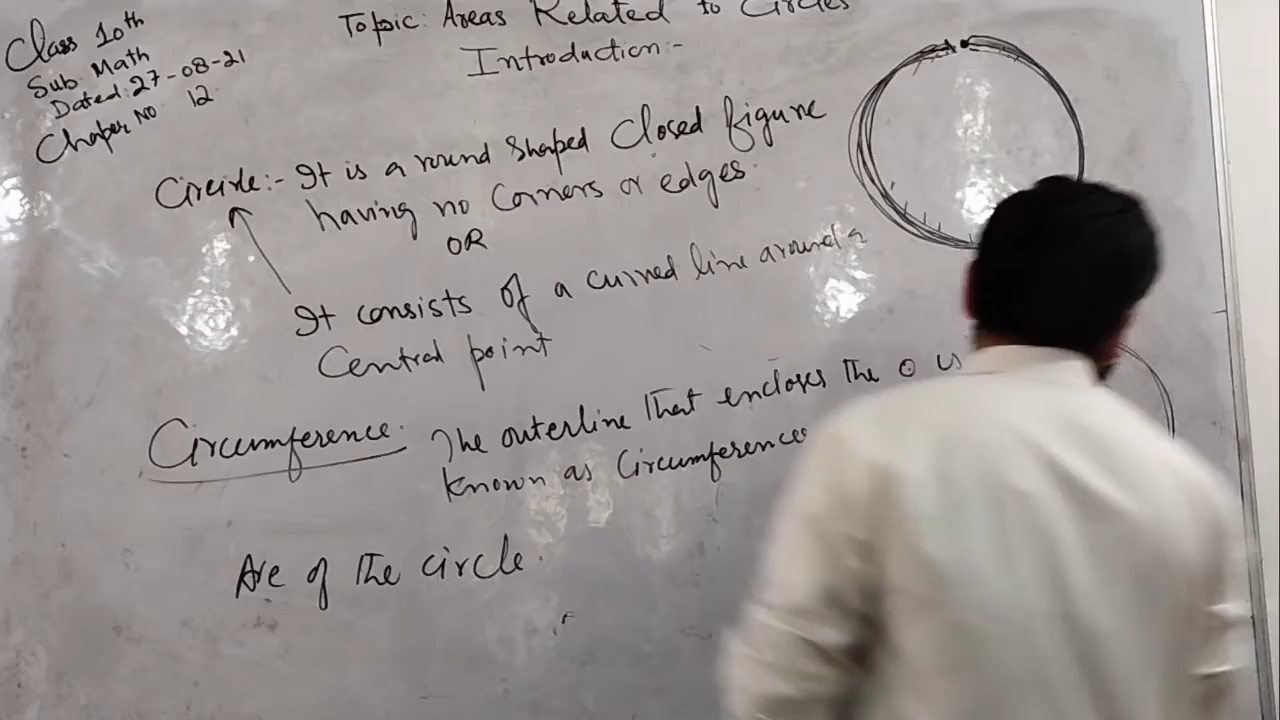 Class 10th
Sub. Math
Dated: 27-08-21
Chapter No 12
Topic: Areas Related to Circles
Introduction:-
Circle:- It is a round shaped closed figure
having no Corners or edges.
OR
It consists of a curved line around a
Central point
Circumference. The outerline that encloses the ⊙ is
known as Circumference
Arc of the circle.